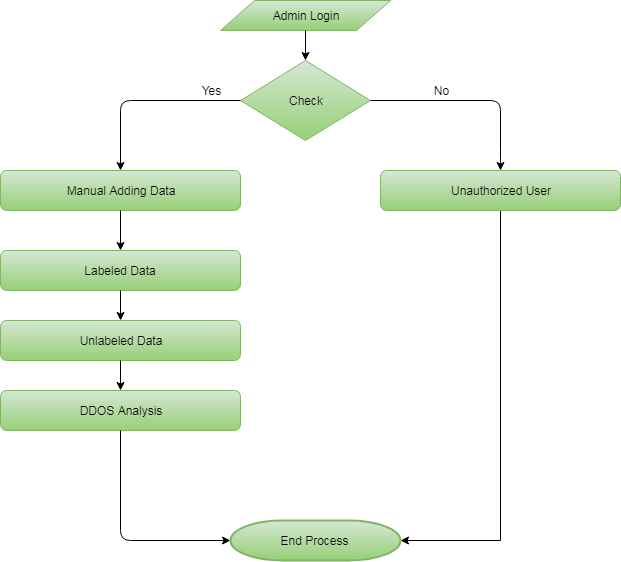 Admin Login
Check
Yes
No
Manual Adding Data
Unauthorized User
Labeled Data
Unlabeled Data
DDOS Analysis
End Process